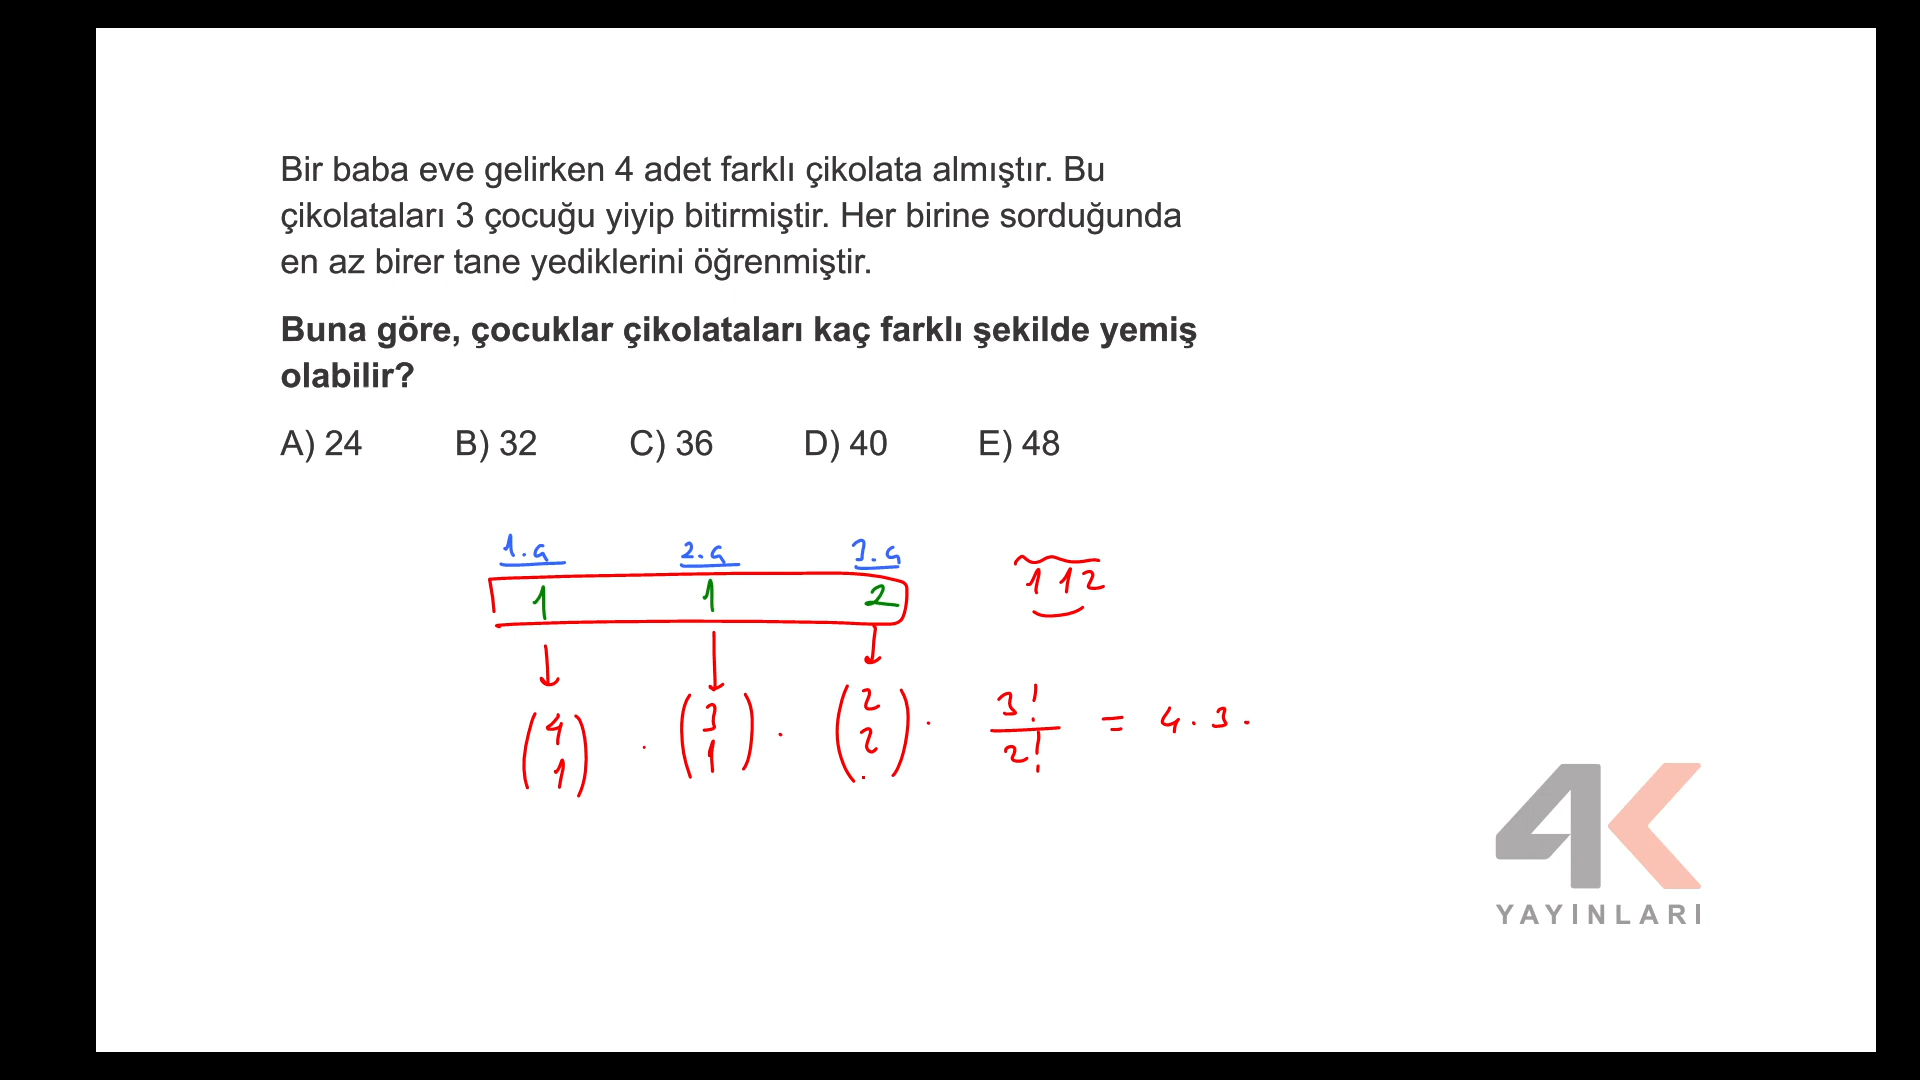 Bir baba eve gelirken 4 adet farklı çikolata almıştır. Bu
çikolataları 3 çocuğu yiyip bitirmiştir. Her birine sorduğunda
en az birer tane yediklerini öğrenmiştir.
Buna göre, çocuklar çikolataları kaç farklı şekilde yemiş
olabilir?
A) 24 B) 32 C) 36 D) 40 E) 48
1.ç 2.ç 3.ç
1 1 2 112
(4 1) . (3 1) . (2 2) . 3!/2! = 4.3.
4K
YAYINLARI